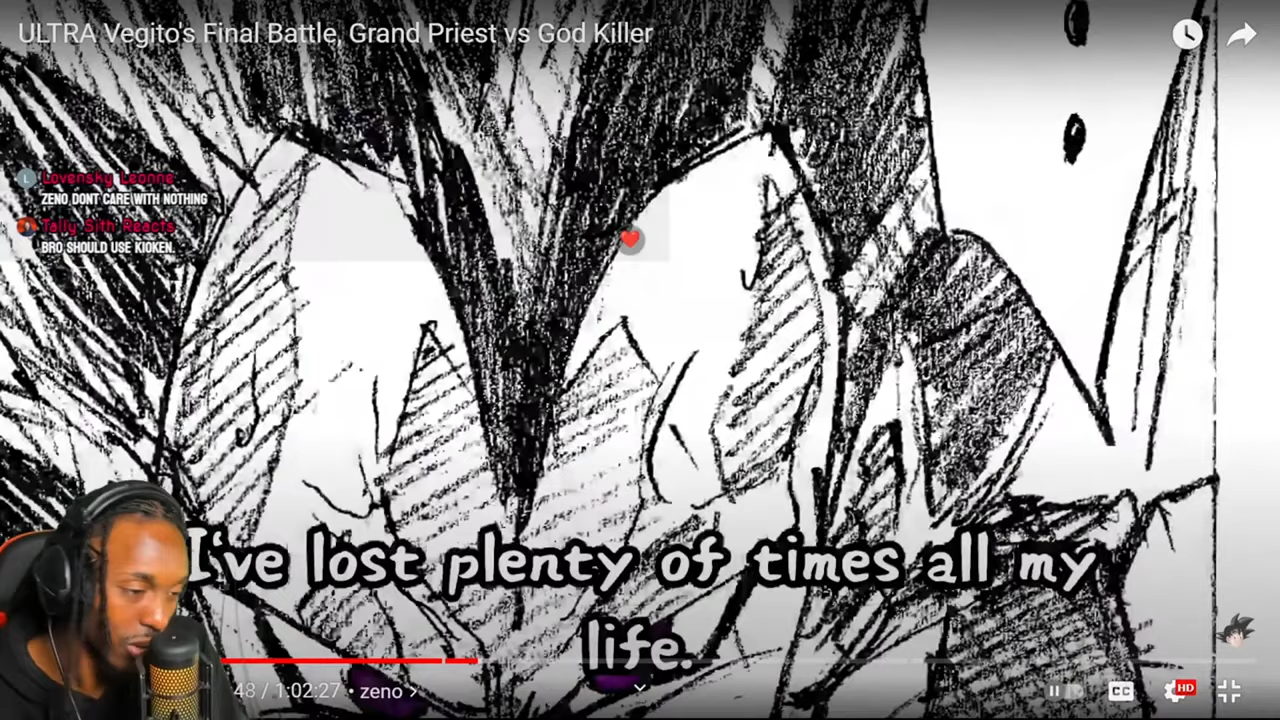 ULTRA Vegito's Final Battle, Grand Priest vs God Killer
Lovensky Leonne
ZENO DONT CARE WITH NOTHING
Tally Sith Reacts
BRO SHOULD USE KIOKEN.
I've lost plenty of times all my
life.
48 / 1:02:27 • zeno ›
CC
HD